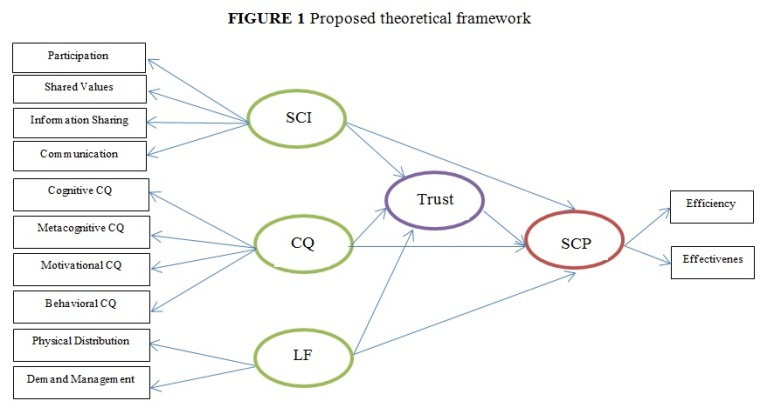 FIGURE 1 Proposed theoretical framework
Participation
Shared Values
Information Sharing
Communication
Cognitive CQ
Metacognitive CQ
Motivational CQ
Behavioral CQ
Physical Distribution
Demand Management
SCI
CQ
LF
Trust
SCP
Efficiency
Effectivenes